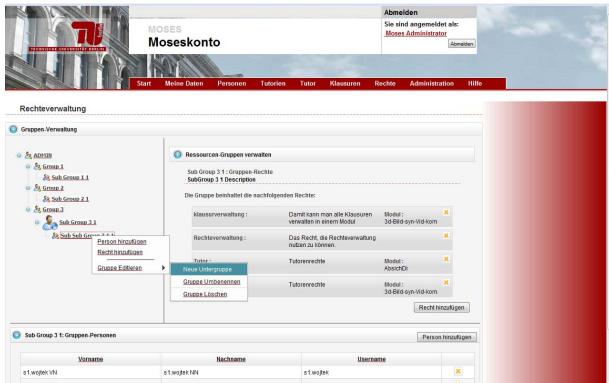 Abmelden
Sie sind angemeldet als:
Moses Administrator
Abmelden
MOSES
Moseskonto
TECHNISCHE UNIVERSITÄT BERLIN
Start Meine Daten Personen Tutorien Tutor Klausuren Rechte Administration Hilfe
Rechteverwaltung
Gruppen-Verwaltung
ADMIN
Group 1
Sub Group 1 1
Group 2
Sub Group 2 1
Group 3
Sub Group 3 1
Sub Sub Group 3 1 1
Person hinzufügen
Recht hinzufügen
Gruppe Editieren
Neue Untergruppe
Gruppe Umbenennen
Gruppe Löschen
Ressourcen-Gruppen verwalten
Sub Group 3 1 : Gruppen-Rechte
SubGroup 3 1 Description
Die Gruppe beinhaltet die nachfolgenden Rechte:
klausurverwaltung : Damit kann man alle Klausuren Modul :
verwalten in einem Modul 3d-Bild-syn-Vid-kom
Rechteverwaltung : Das Recht, die Rechteverwaltung
nutzen zu können.
Tutor : Tutorenrechte Modul :
AbsichDi
Tutorenrechte Modul :
3d-Bild-syn-Vid-kom
Recht hinzufügen
Sub Group 3 1: Gruppen-Personen
Person hinzufügen
Vorname Nachname Username
s1.wojtek VN s1.wojtek NN s1.wojtek